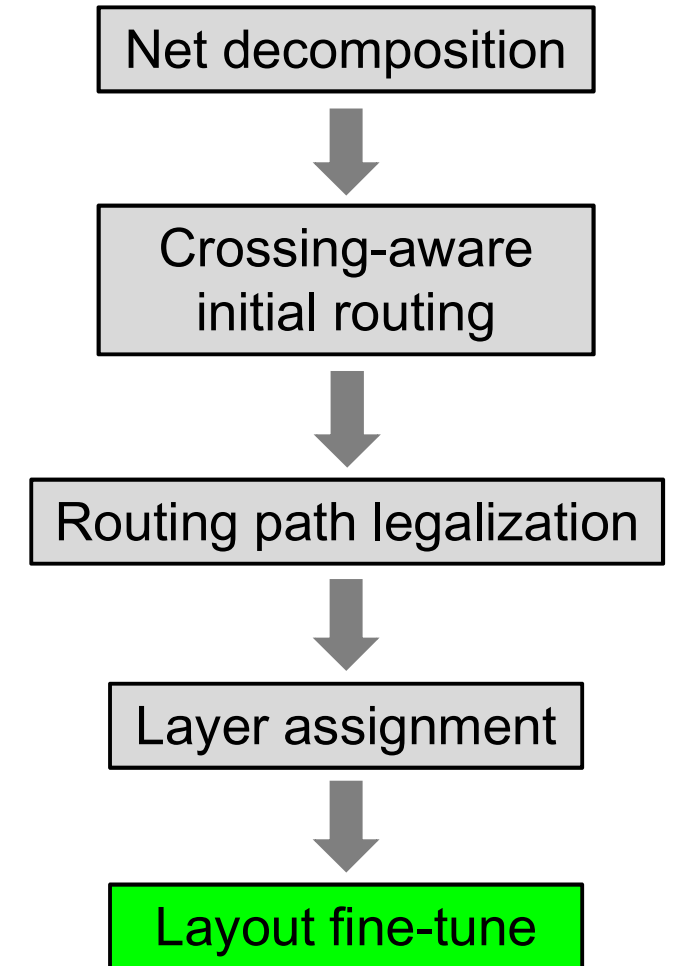 Net decomposition
Crossing-aware
initial routing
Routing path legalization
Layer assignment
Layout fine-tune